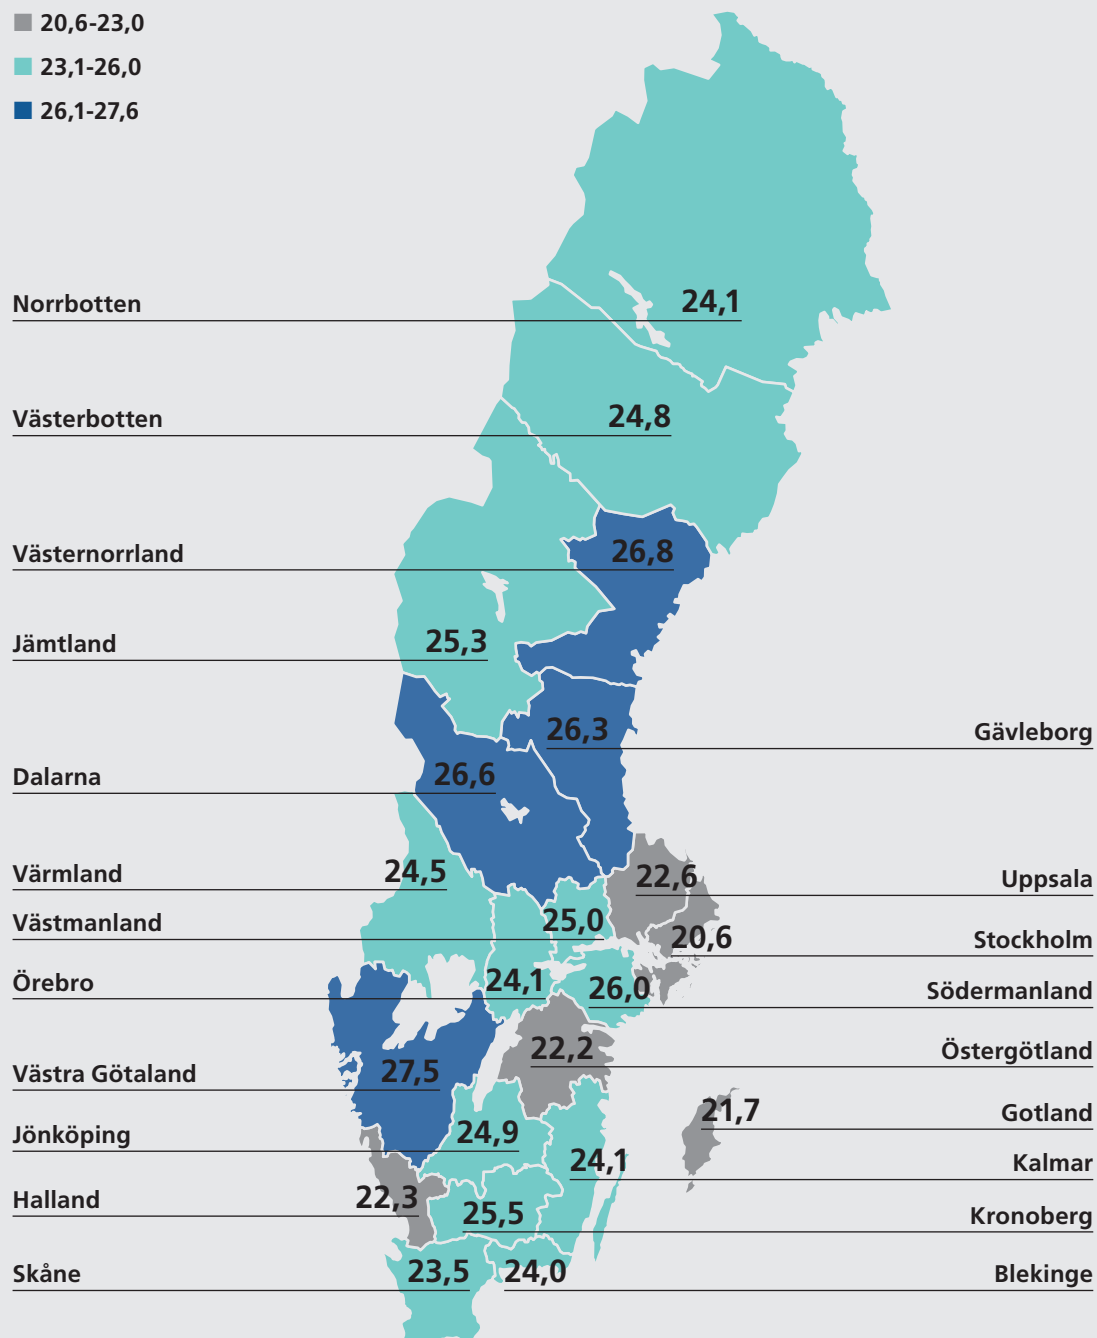 20,6-23,0
23,1-26,0
26,1-27,6
Norrbotten 24,1
Västerbotten 24,8
Västernorrland 26,8
Jämtland 25,3
26,3 Gävleborg
Dalarna 26,6
Värmland 24,5
22,6 Uppsala
Västmanland 25,0
20,6 Stockholm
Örebro 24,1
26,0 Södermanland
22,2 Östergötland
Västra Götaland 27,5
21,7 Gotland
Jönköping 24,9
24,1 Kalmar
Halland 22,3
25,5 Kronoberg
Skåne 23,5
24,0 Blekinge